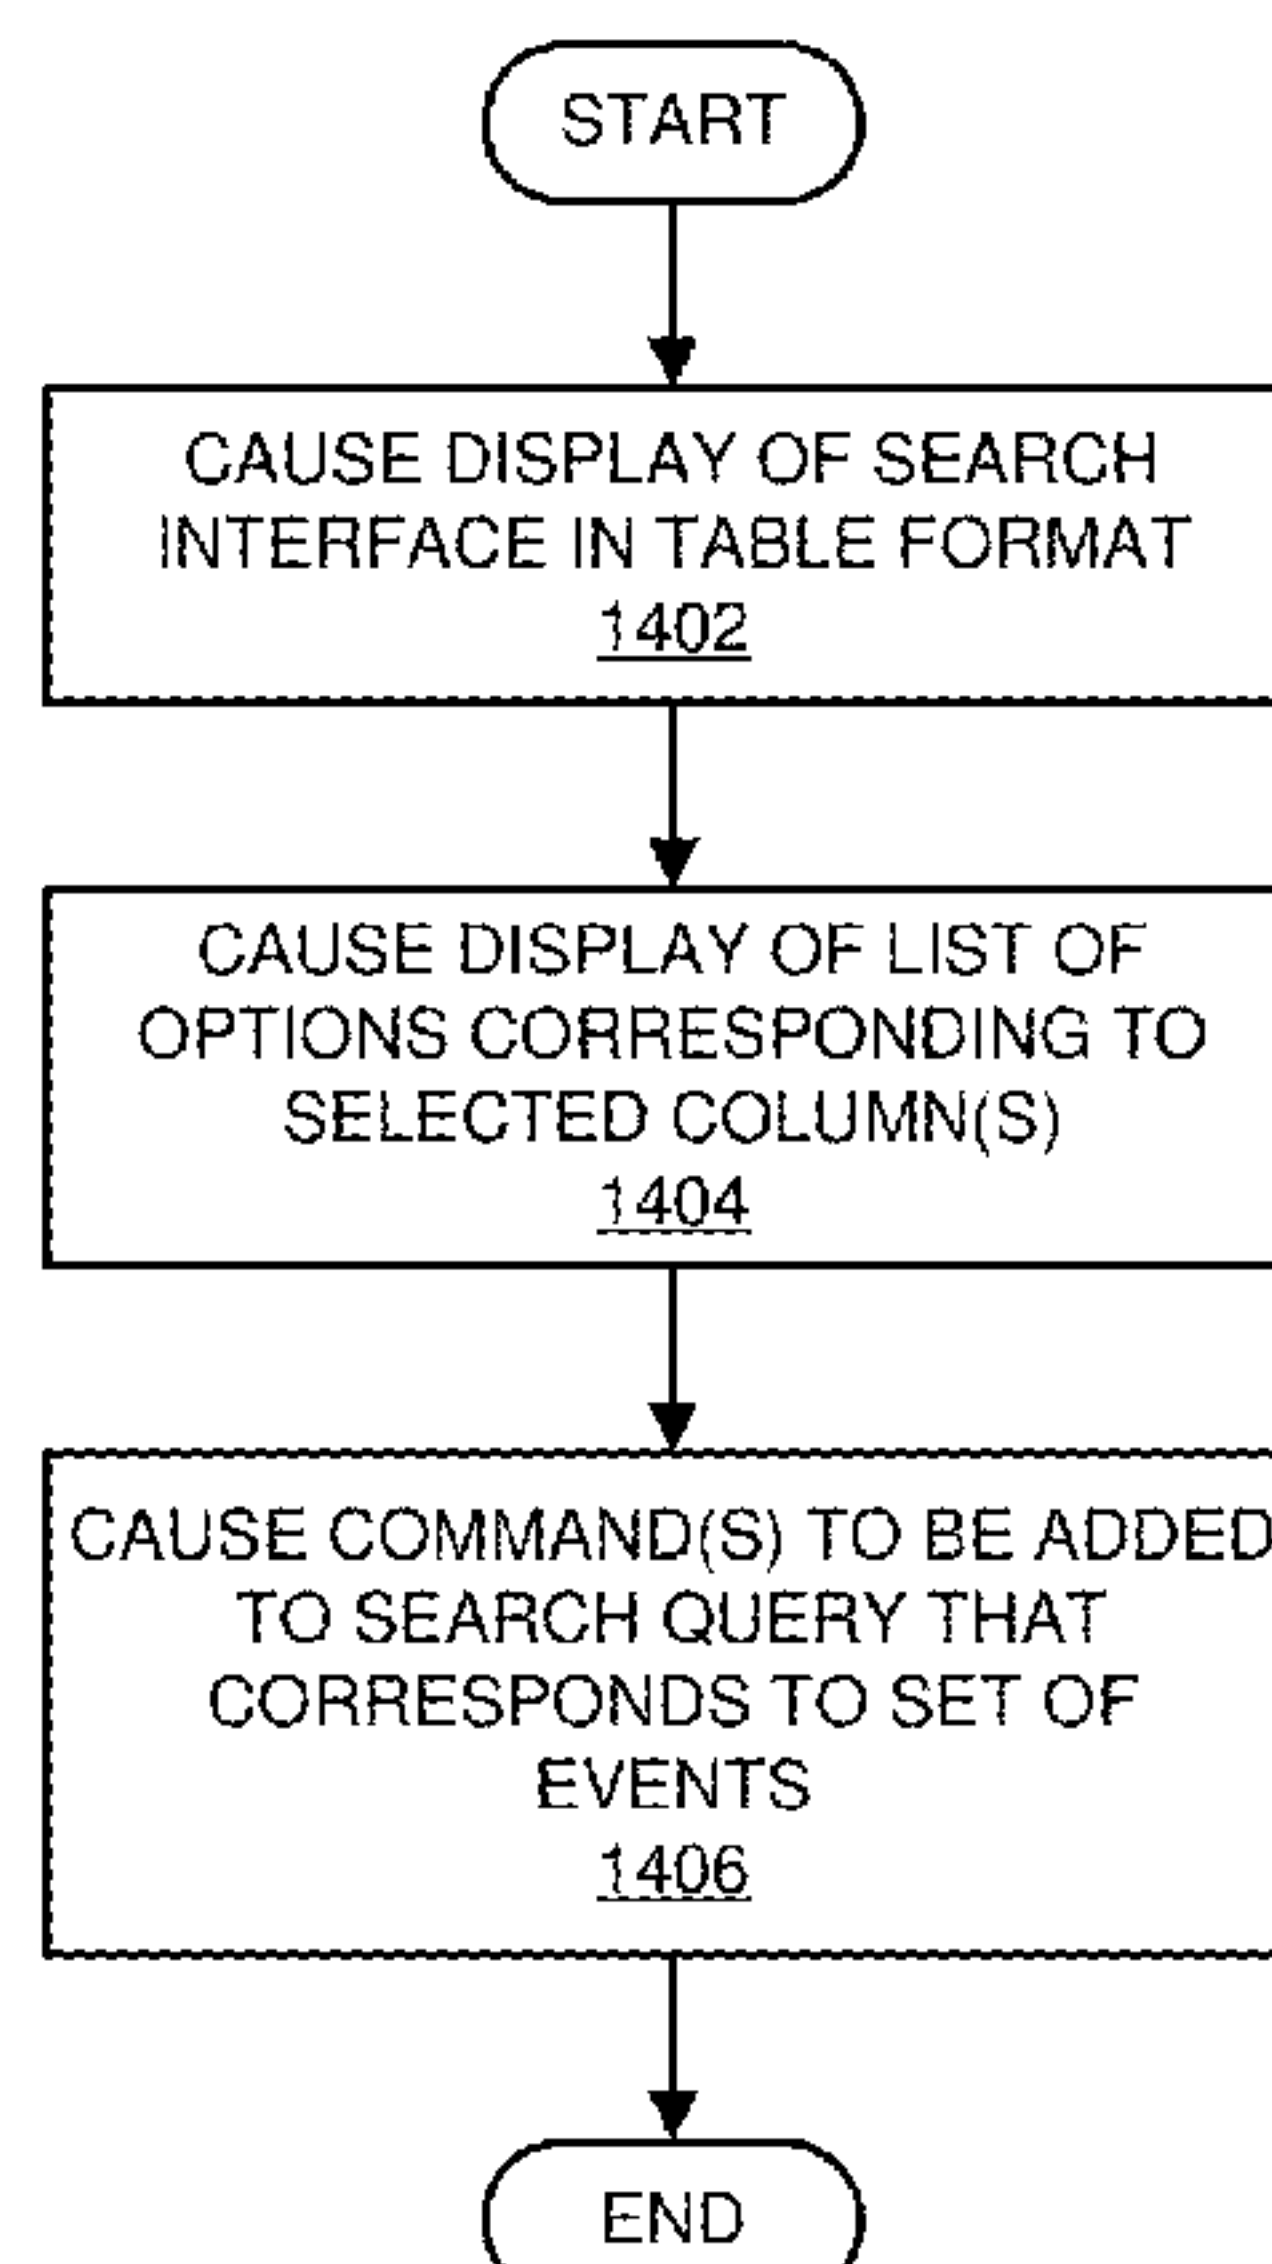 START
CAUSE DISPLAY OF SEARCH
INTERFACE IN TABLE FORMAT
1402
CAUSE DISPLAY OF LIST OF
OPTIONS CORRESPONDING TO
SELECTED COLUMN(S)
1404
CAUSE COMMAND(S) TO BE ADDED
TO SEARCH QUERY THAT
CORRESPONDS TO SET OF
EVENTS
1406
END